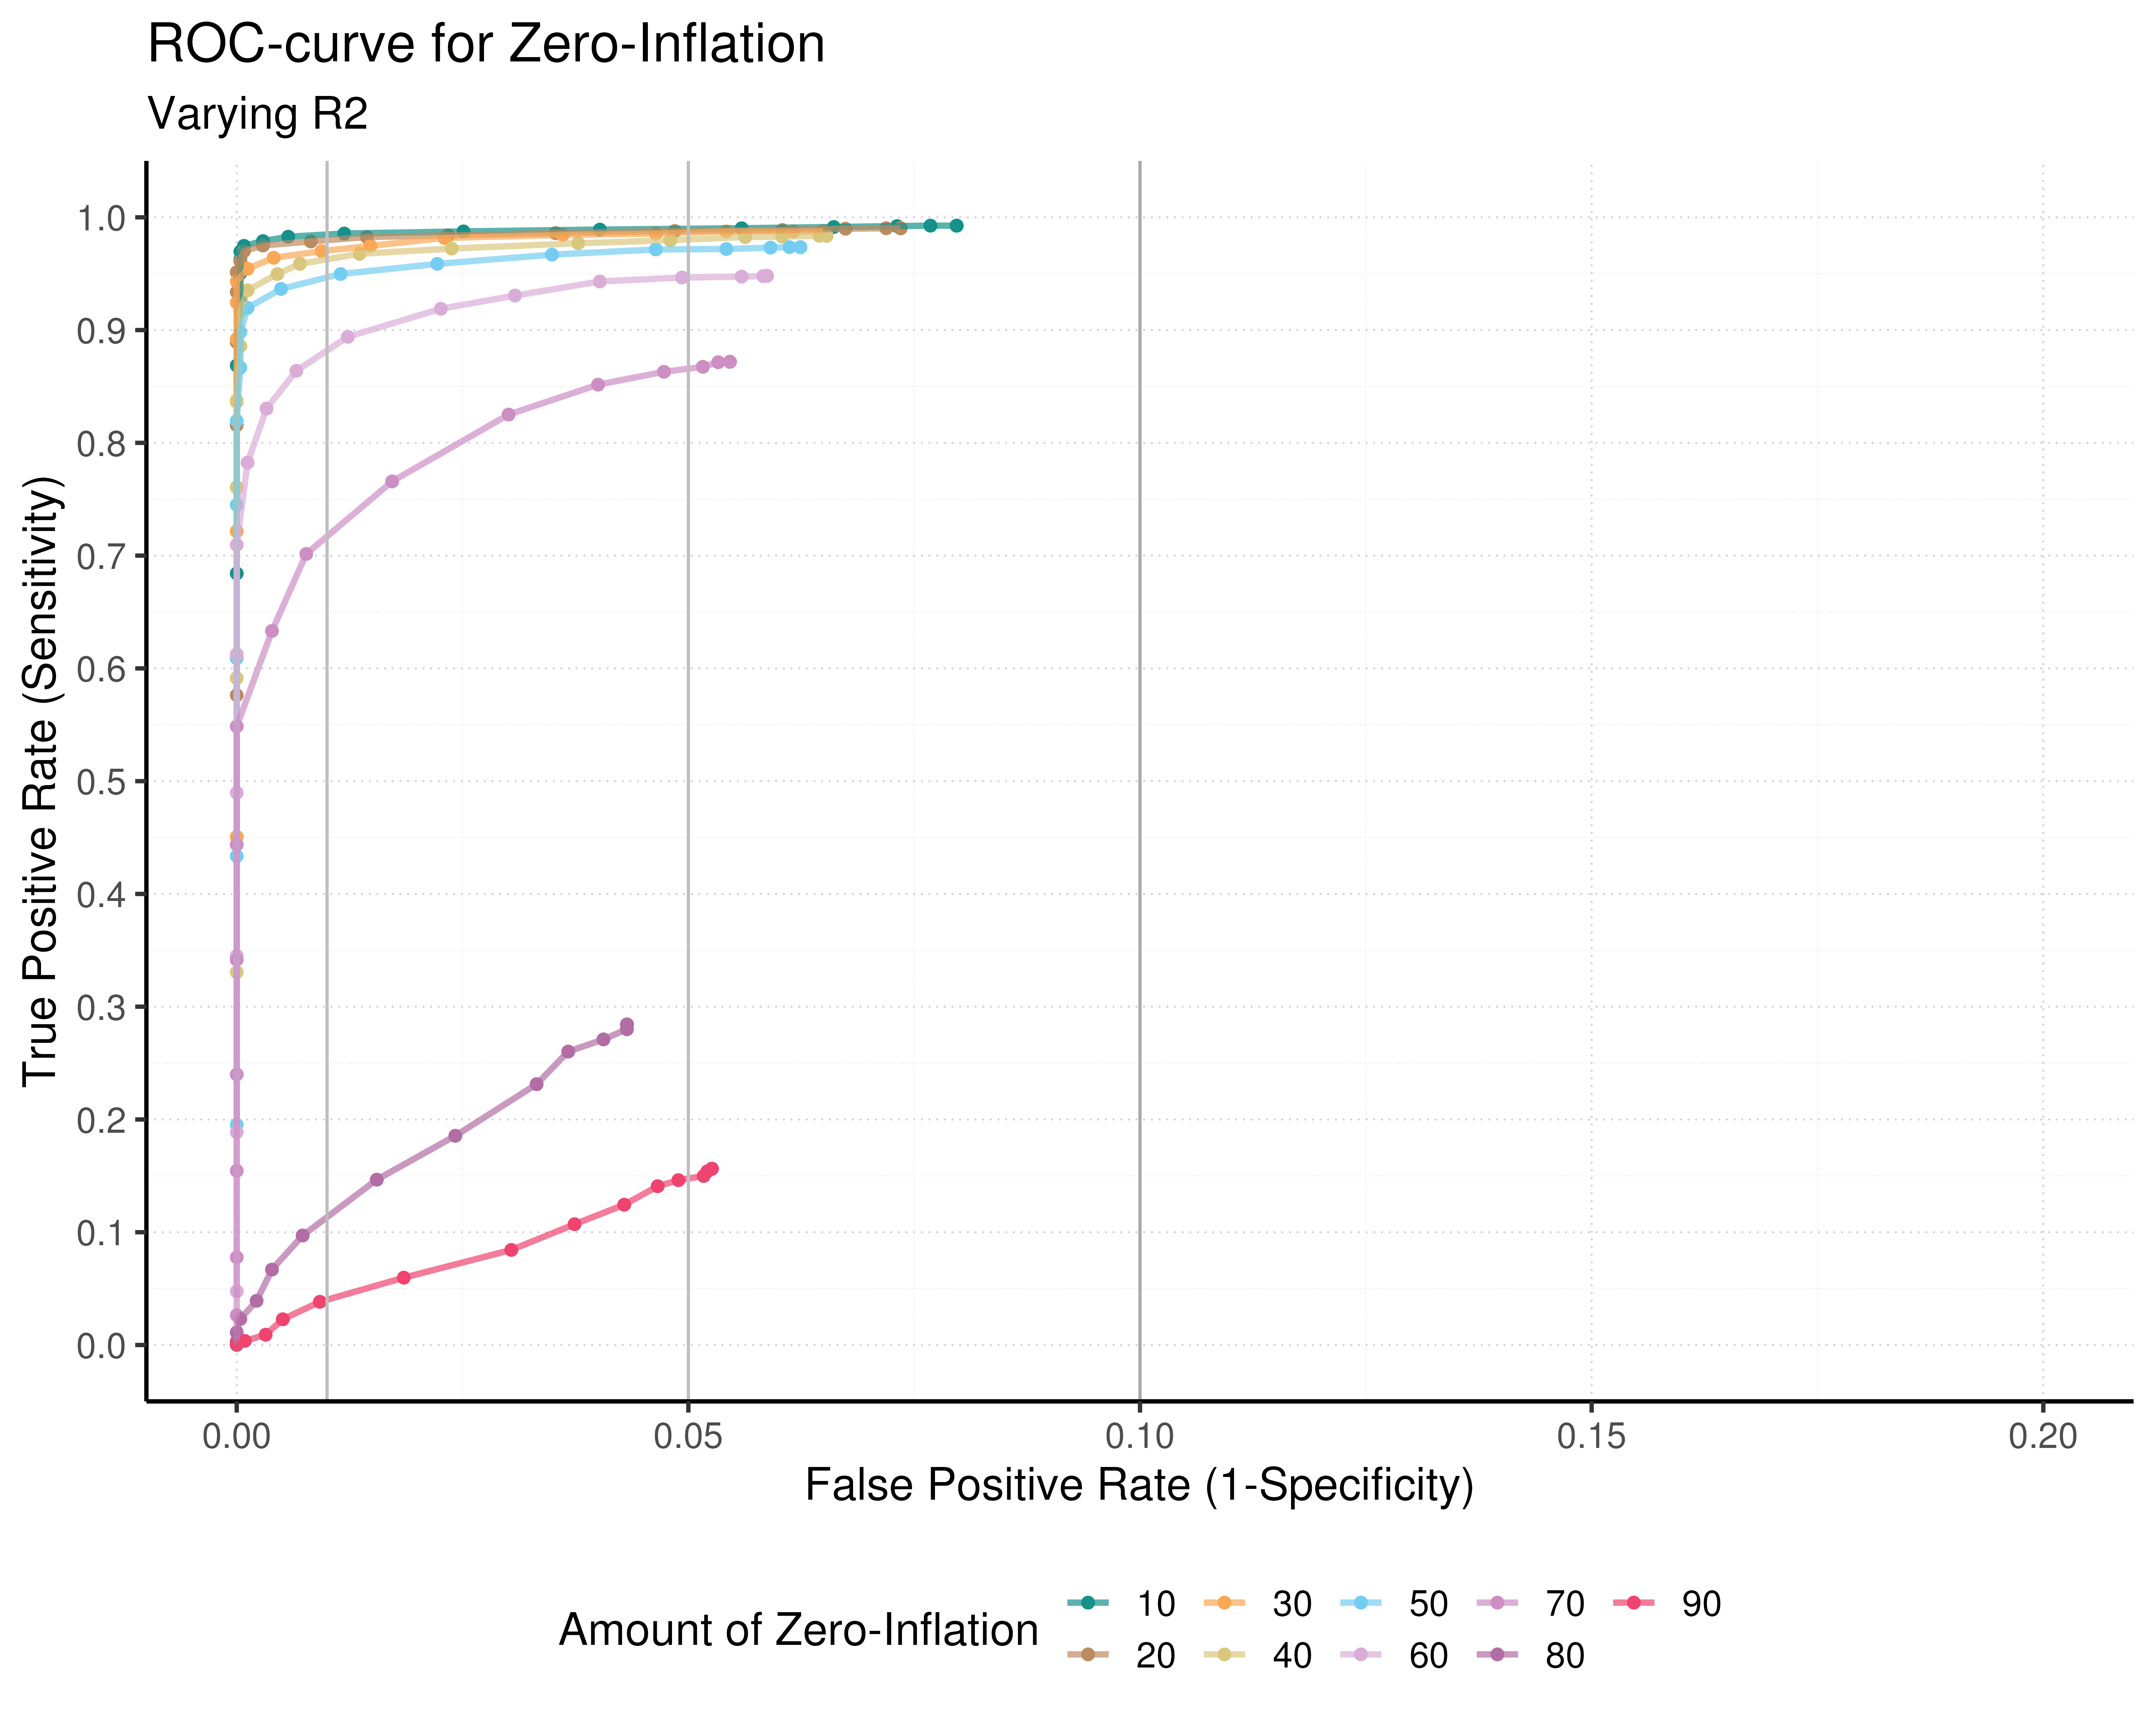 ROC-curve for Zero-Inflation
Varying R2
True Positive Rate (Sensitivity)
1.0
0.9
0.8
0.7
0.6
0.5
0.4
0.3
0.2
0.1
0.0
0.00 0.05 0.10 0.15 0.20
False Positive Rate (1-Specificity)
Amount of Zero-Inflation
10 30 50 70 90
20 40 60 80